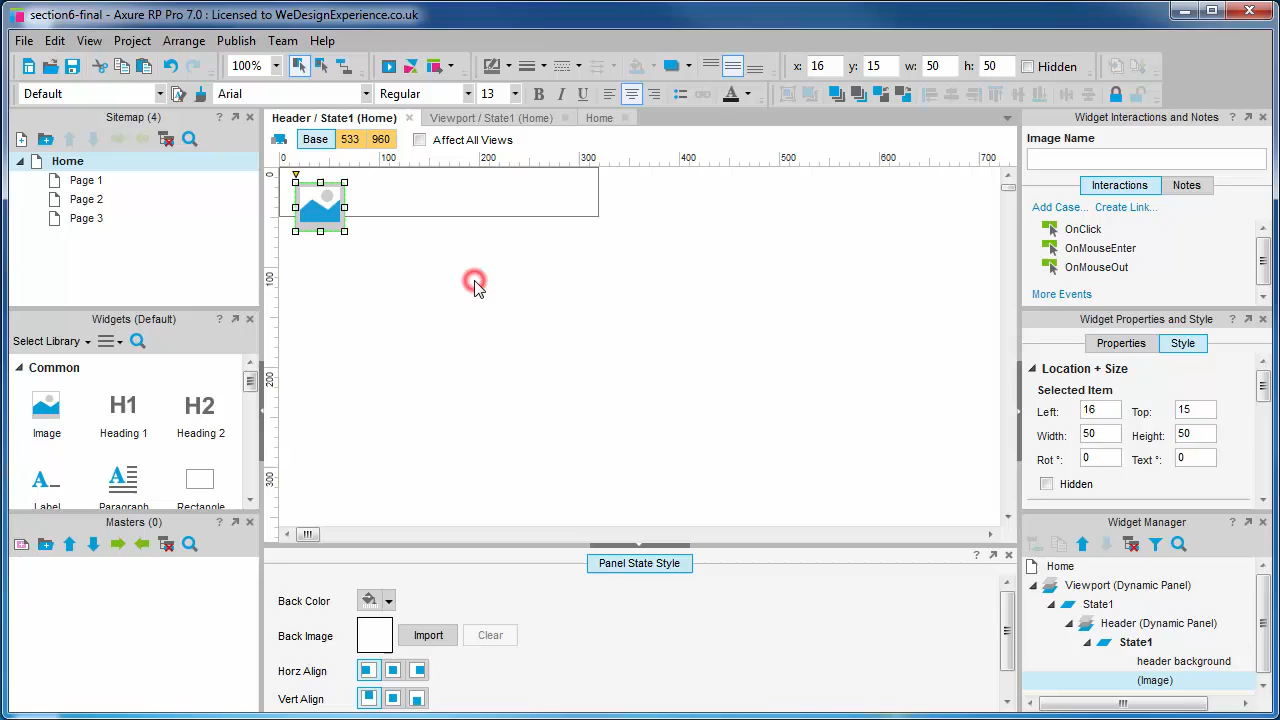 section6-final - Axure RP Pro 7.0 : Licensed to WeDesignExperience.co.uk
File Edit View Project Arrange Publish Team Help
100% x: 16 y: 15 w: 50 h: 50 Hidden
Default Arial Regular 13 B I U A
Sitemap (4) ?
Home
Page 1
Page 2
Page 3
Widgets (Default) ?
Select Library
Common
Image
H1
Heading 1
H2
Heading 2
A
Label
A
Paragraph
Rectangle
Masters (0) ?
Header / State1 (Home) Viewport / State1 (Home) Home
Base 533 960 Affect All Views
0 100 200 300 400 500 600 700
0
100
200
300
Panel State Style
?
Back Color
Back Image Import Clear
Horz Align
Vert Align
Widget Interactions and Notes
Image Name
Interactions Notes
Add Case... Create Link...
OnClick
OnMouseEnter
OnMouseOut
More Events
Widget Properties and Style
Properties Style
Location + Size
Selected Item
Left: 16 Top: 15
Width: 50 Height: 50
Rot °: 0 Text °: 0
Hidden
Widget Manager ?
Home
Viewport (Dynamic Panel)
State1
Header (Dynamic Panel)
State1
header background
(Image)